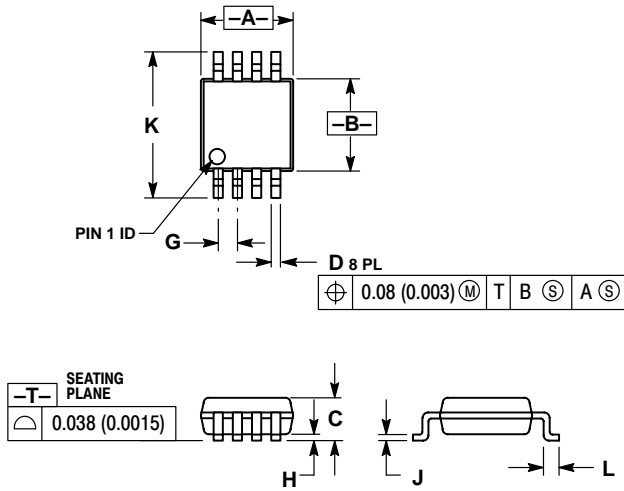 –A–
K
–B–
PIN 1 ID
G
D 8 PL
⌖ 0.08 (0.003) Ⓜ T B Ⓢ A Ⓢ
–T– SEATING
PLANE
⌓ 0.038 (0.0015)
C
H
J
L